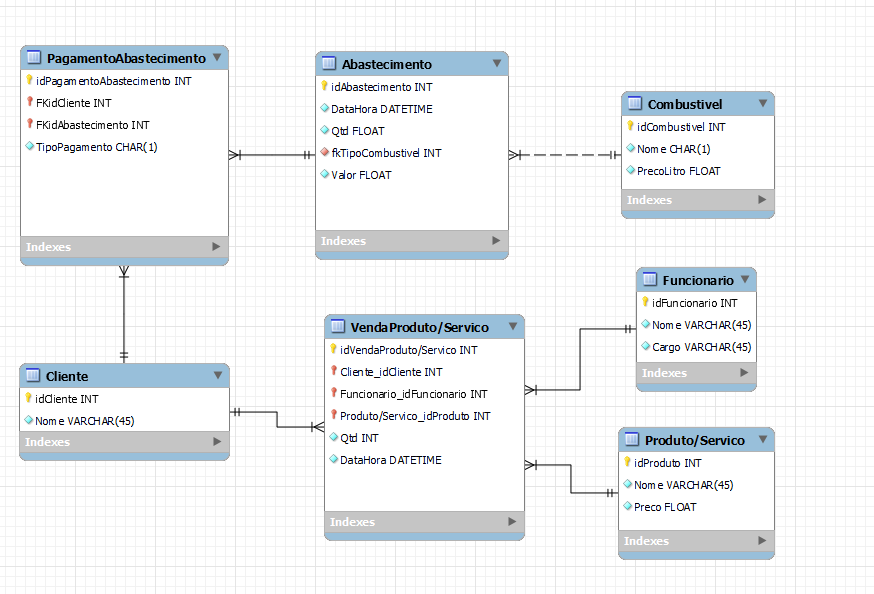 PagamentoAbastecimento
idPagamentoAbastecimento INT
FKidCliente INT
FKidAbastecimento INT
TipoPagamento CHAR(1)
Indexes
Abastecimento
idAbastecimento INT
DataHora DATETIME
Qtd FLOAT
fkTipoCombustivel INT
Valor FLOAT
Indexes
Combustivel
idCombustivel INT
Nome CHAR(1)
PrecoLitro FLOAT
Indexes
Funcionario
idFuncionario INT
Nome VARCHAR(45)
Cargo VARCHAR(45)
Indexes
Cliente
idCliente INT
Nome VARCHAR(45)
Indexes
VendaProduto/Servico
idVendaProduto/Servico INT
Cliente_idCliente INT
Funcionario_idFuncionario INT
Produto/Servico_idProduto INT
Qtd INT
DataHora DATETIME
Indexes
Produto/Servico
idProduto INT
Nome VARCHAR(45)
Preco FLOAT
Indexes